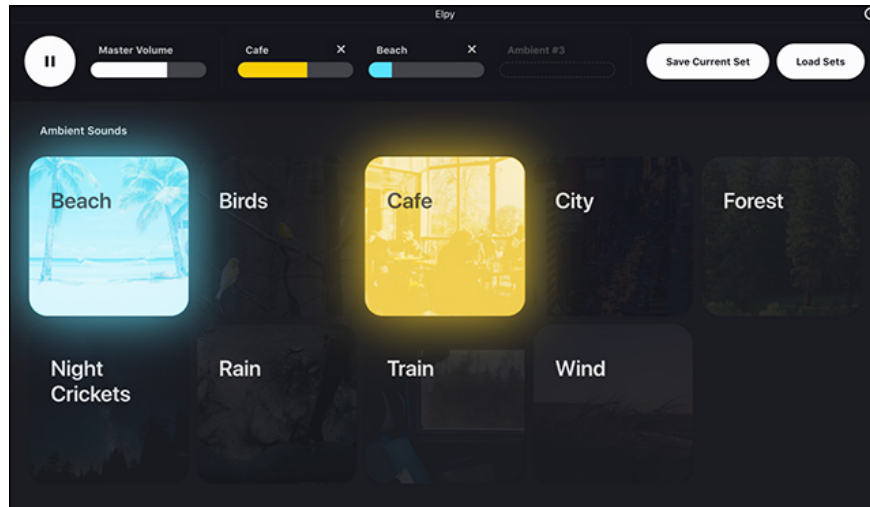 Elpy
Master Volume
Cafe ✕
Beach ✕
Ambient #3
Save Current Set
Load Sets
Ambient Sounds
Beach
Birds
Cafe
City
Forest
Night
Crickets
Rain
Train
Wind